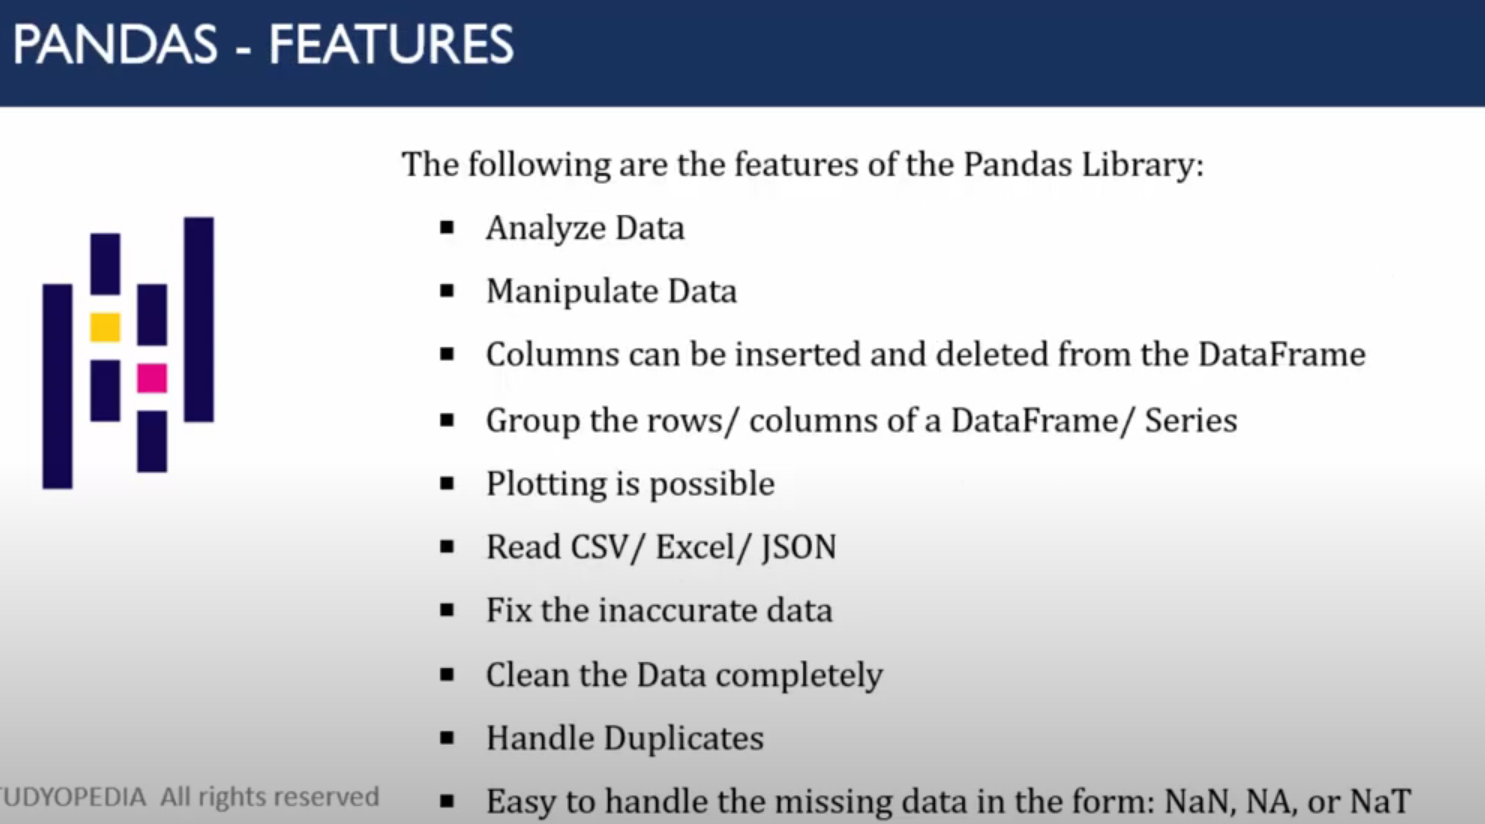 PANDAS - FEATURES
The following are the features of the Pandas Library:
Analyze Data
Manipulate Data
Columns can be inserted and deleted from the DataFrame
Group the rows/ columns of a DataFrame/ Series
Plotting is possible
Read CSV/ Excel/ JSON
Fix the inaccurate data
Clean the Data completely
Handle Duplicates
Easy to handle the missing data in the form: NaN, NA, or NaT
TUDYOPEDIA All rights reserved